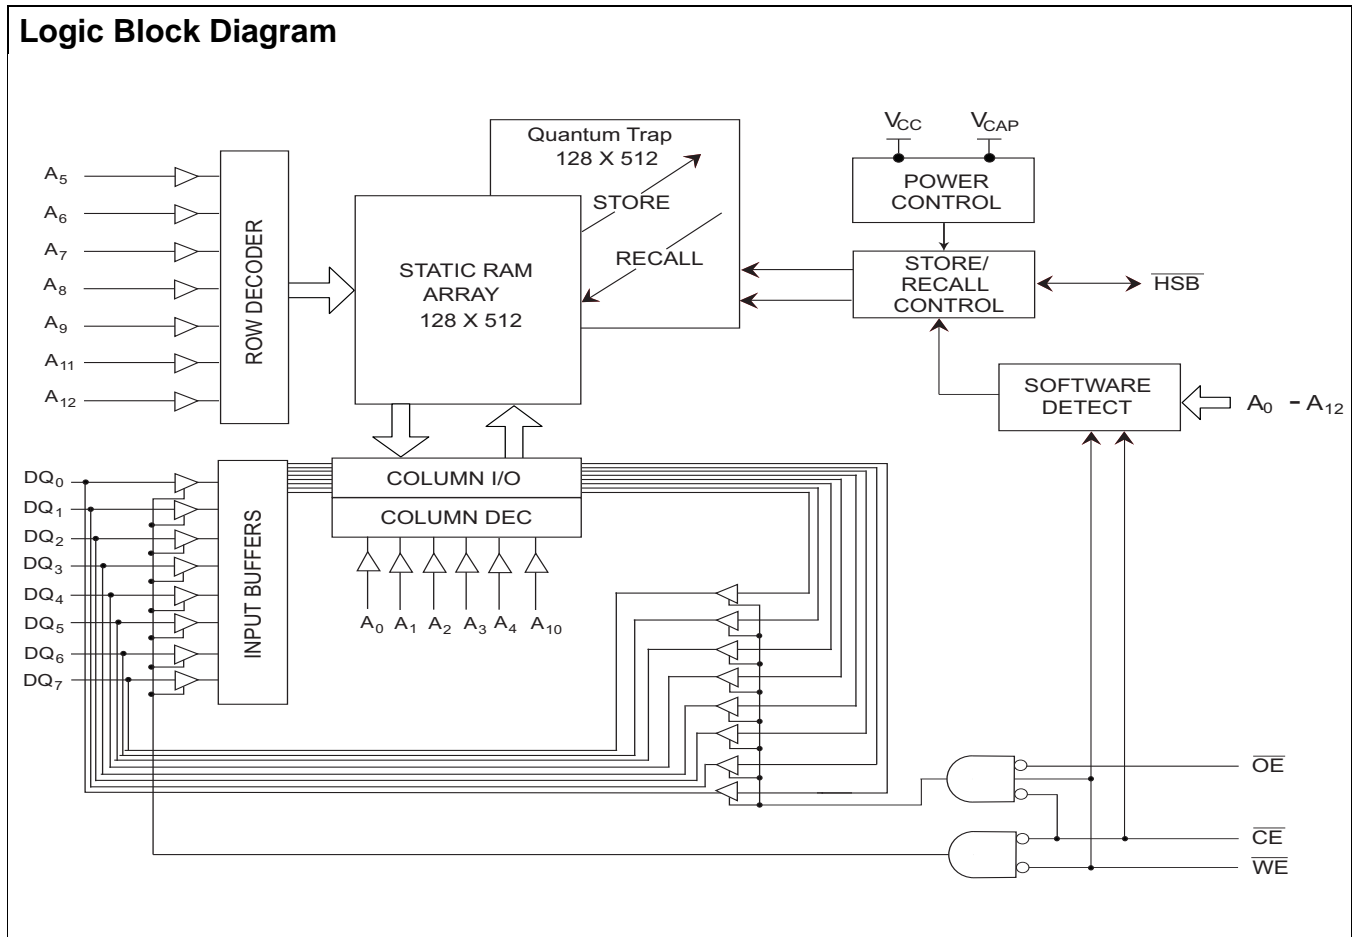 Logic Block Diagram
Quantum Trap
128 X 512
STORE
RECALL
STATIC RAM
ARRAY
128 X 512
VCC
VCAP
POWER
CONTROL
STORE/
RECALL
CONTROL
HSB
SOFTWARE
DETECT
A0 - A12
A5
A6
A7
A8
A9
A11
A12
ROW DECODER
DQ0
DQ1
DQ2
DQ3
DQ4
DQ5
DQ6
DQ7
INPUT BUFFERS
COLUMN I/O
COLUMN DEC
A0 A1 A2 A3 A4 A10
OE
CE
WE